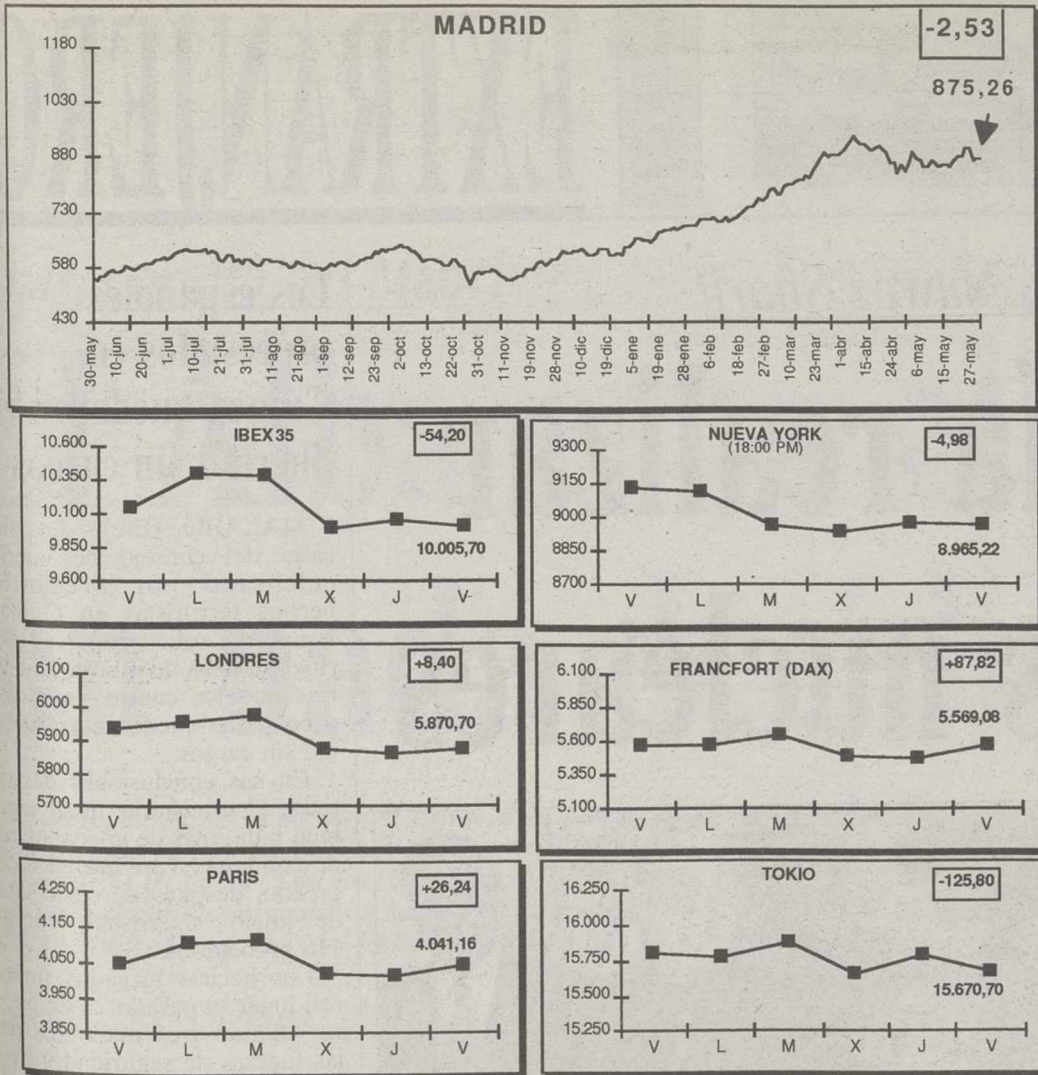 MADRID
-2,53
875,26
1180
1030
880
730
580
430
30-may
10-jun
20-jun
1-jul
10-jul
21-jul
31-jul
11-ago
21-ago
1-sep
12-sep
23-sep
2-oct
13-oct
22-oct
31-oct
11-nov
19-nov
28-nov
10-dic
19-dic
5-ene
19-ene
28-ene
6-feb
18-feb
27-feb
10-mar
23-mar
1-abr
15-abr
24-abr
6-may
15-may
27-may
IBEX 35
-54,20
10.600
10.350
10.100
9.850
9.600
10.005,70
V L M X J V
NUEVA YORK
(18:00 PM)
-4,98
9300
9150
9000
8850
8700
8.965,22
V L M X J V
LONDRES
+8,40
6100
6000
5900
5800
5700
5.870,70
V L M X J V
FRANCFORT (DAX)
+87,82
6.100
5.850
5.600
5.350
5.100
5.569,08
V L M X J V
PARIS
+26,24
4.250
4.150
4.050
3.950
3.850
4.041,16
V L M X J V
TOKIO
-125,80
16.250
16.000
15.750
15.500
15.250
15.670,70
V L M X J V